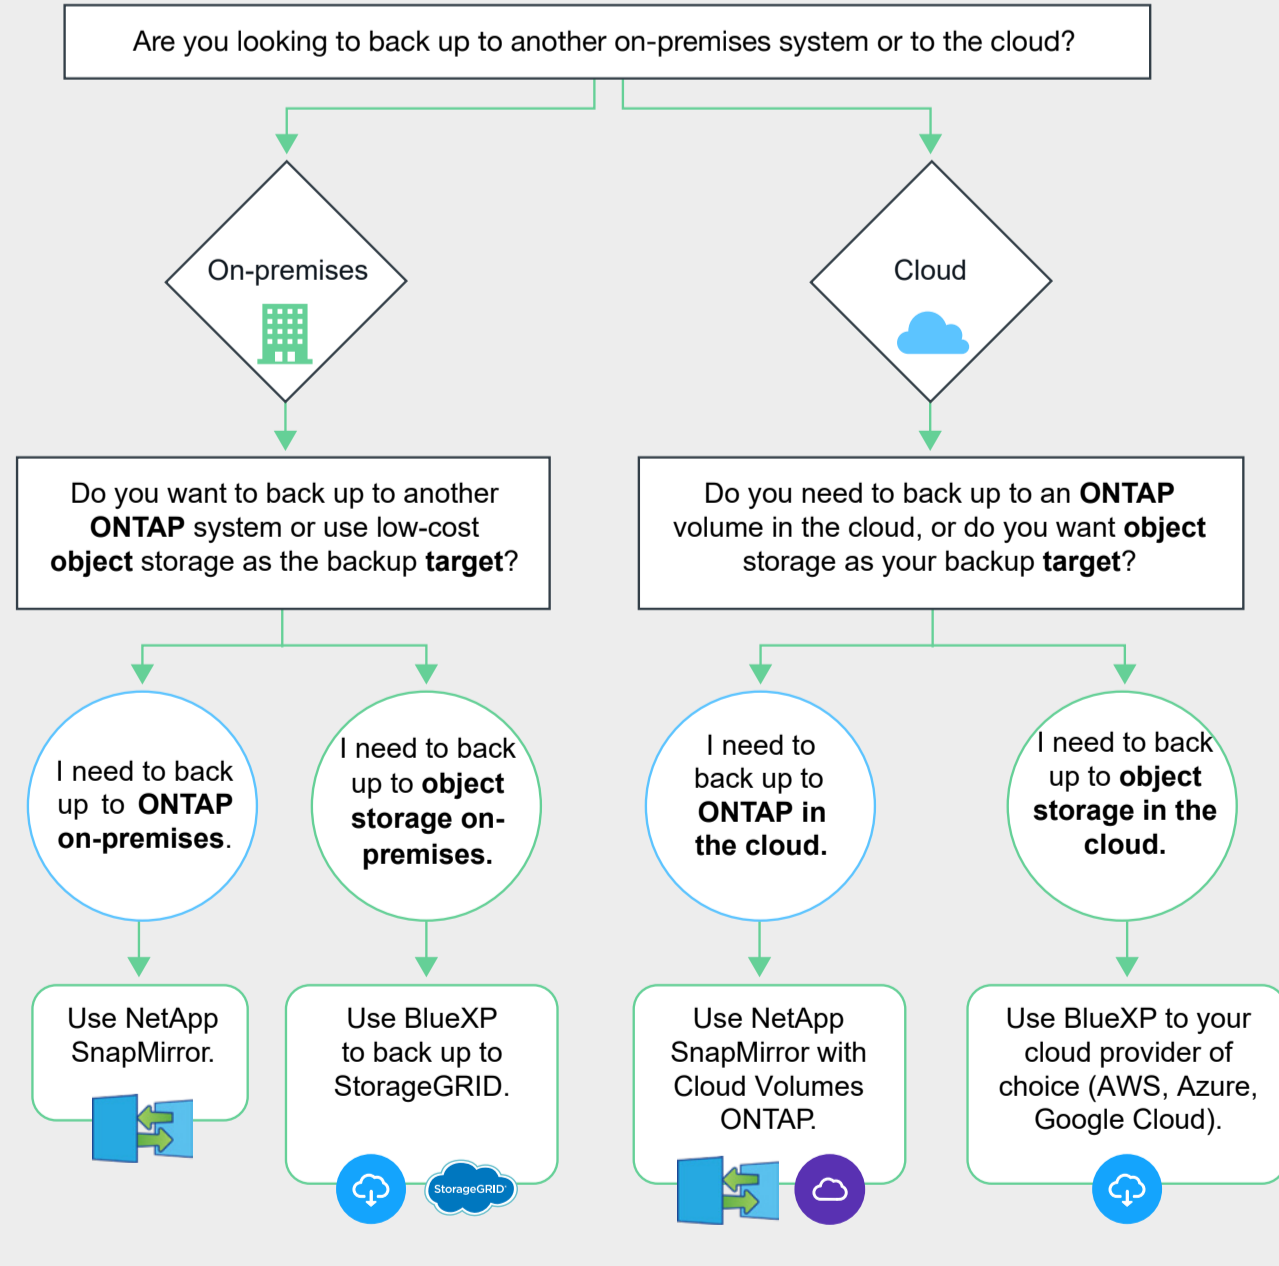 Are you looking to back up to another on-premises system or to the cloud?
On-premises
Cloud
Do you want to back up to another
ONTAP system or use low-cost
object storage as the backup target?
Do you need to back up to an ONTAP
volume in the cloud, or do you want object
storage as your backup target?
I need to back
up to ONTAP
on-premises.
I need to back
up to object
storage on-
premises.
I need to
back up to
ONTAP in
the cloud.
I need to back
up to object
storage in the
cloud.
Use NetApp
SnapMirror.
Use BlueXP
to back up to
StorageGRID.
StorageGRID
Use NetApp
SnapMirror with
Cloud Volumes
ONTAP.
Use BlueXP to your
cloud provider of
choice (AWS, Azure,
Google Cloud).